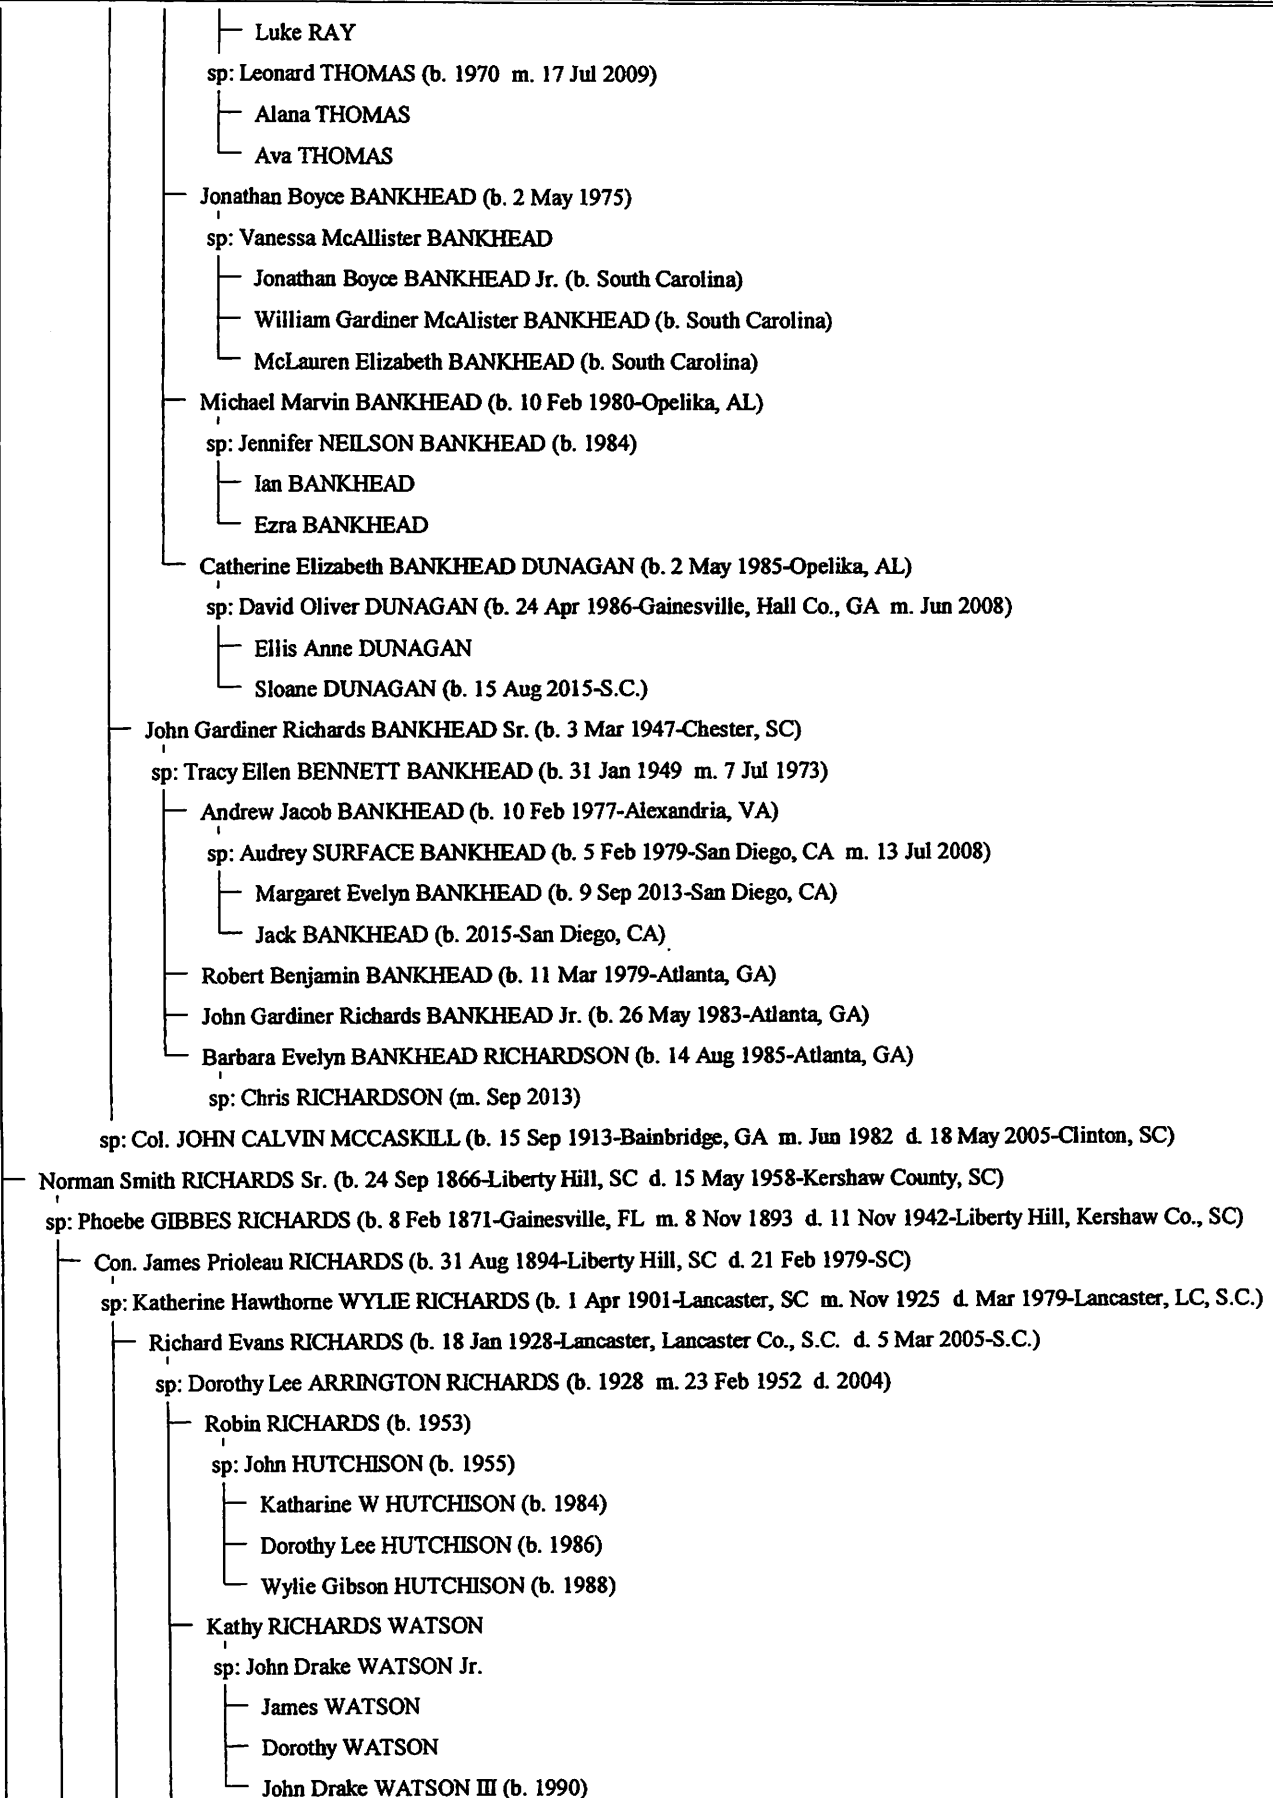 Luke RAY
sp: Leonard THOMAS (b. 1970 m. 17 Jul 2009)
Alana THOMAS
Ava THOMAS
Jonathan Boyce BANKHEAD (b. 2 May 1975)
sp: Vanessa McAllister BANKHEAD
Jonathan Boyce BANKHEAD Jr. (b. South Carolina)
William Gardiner McAlister BANKHEAD (b. South Carolina)
McLauren Elizabeth BANKHEAD (b. South Carolina)
Michael Marvin BANKHEAD (b. 10 Feb 1980-Opelika, AL)
sp: Jennifer NEILSON BANKHEAD (b. 1984)
Ian BANKHEAD
Ezra BANKHEAD
Catherine Elizabeth BANKHEAD DUNAGAN (b. 2 May 1985-Opelika, AL)
sp: David Oliver DUNAGAN (b. 24 Apr 1986-Gainesville, Hall Co., GA m. Jun 2008)
Ellis Anne DUNAGAN
Sloane DUNAGAN (b. 15 Aug 2015-S.C.)
John Gardiner Richards BANKHEAD Sr. (b. 3 Mar 1947-Chester, SC)
sp: Tracy Ellen BENNETT BANKHEAD (b. 31 Jan 1949 m. 7 Jul 1973)
Andrew Jacob BANKHEAD (b. 10 Feb 1977-Alexandria, VA)
sp: Audrey SURFACE BANKHEAD (b. 5 Feb 1979-San Diego, CA m. 13 Jul 2008)
Margaret Evelyn BANKHEAD (b. 9 Sep 2013-San Diego, CA)
Jack BANKHEAD (b. 2015-San Diego, CA)
Robert Benjamin BANKHEAD (b. 11 Mar 1979-Atlanta, GA)
John Gardiner Richards BANKHEAD Jr. (b. 26 May 1983-Atlanta, GA)
Barbara Evelyn BANKHEAD RICHARDSON (b. 14 Aug 1985-Atlanta, GA)
sp: Chris RICHARDSON (m. Sep 2013)
sp: Col. JOHN CALVIN MCCASKILL (b. 15 Sep 1913-Bainbridge, GA m. Jun 1982 d. 18 May 2005-Clinton, SC)
Norman Smith RICHARDS Sr. (b. 24 Sep 1866-Liberty Hill, SC d. 15 May 1958-Kershaw County, SC)
sp: Phoebe GIBBES RICHARDS (b. 8 Feb 1871-Gainesville, FL m. 8 Nov 1893 d. 11 Nov 1942-Liberty Hill, Kershaw Co., SC)
Con. James Prioleau RICHARDS (b. 31 Aug 1894-Liberty Hill, SC d. 21 Feb 1979-SC)
sp: Katherine Hawthorne WYLIE RICHARDS (b. 1 Apr 1901-Lancaster, SC m. Nov 1925 d. Mar 1979-Lancaster, LC, S.C.)
Richard Evans RICHARDS (b. 18 Jan 1928-Lancaster, Lancaster Co., S.C. d. 5 Mar 2005-S.C.)
sp: Dorothy Lee ARRINGTON RICHARDS (b. 1928 m. 23 Feb 1952 d. 2004)
Robin RICHARDS (b. 1953)
sp: John HUTCHISON (b. 1955)
Katharine W HUTCHISON (b. 1984)
Dorothy Lee HUTCHISON (b. 1986)
Wylie Gibson HUTCHISON (b. 1988)
Kathy RICHARDS WATSON
sp: John Drake WATSON Jr.
James WATSON
Dorothy WATSON
John Drake WATSON III (b. 1990)